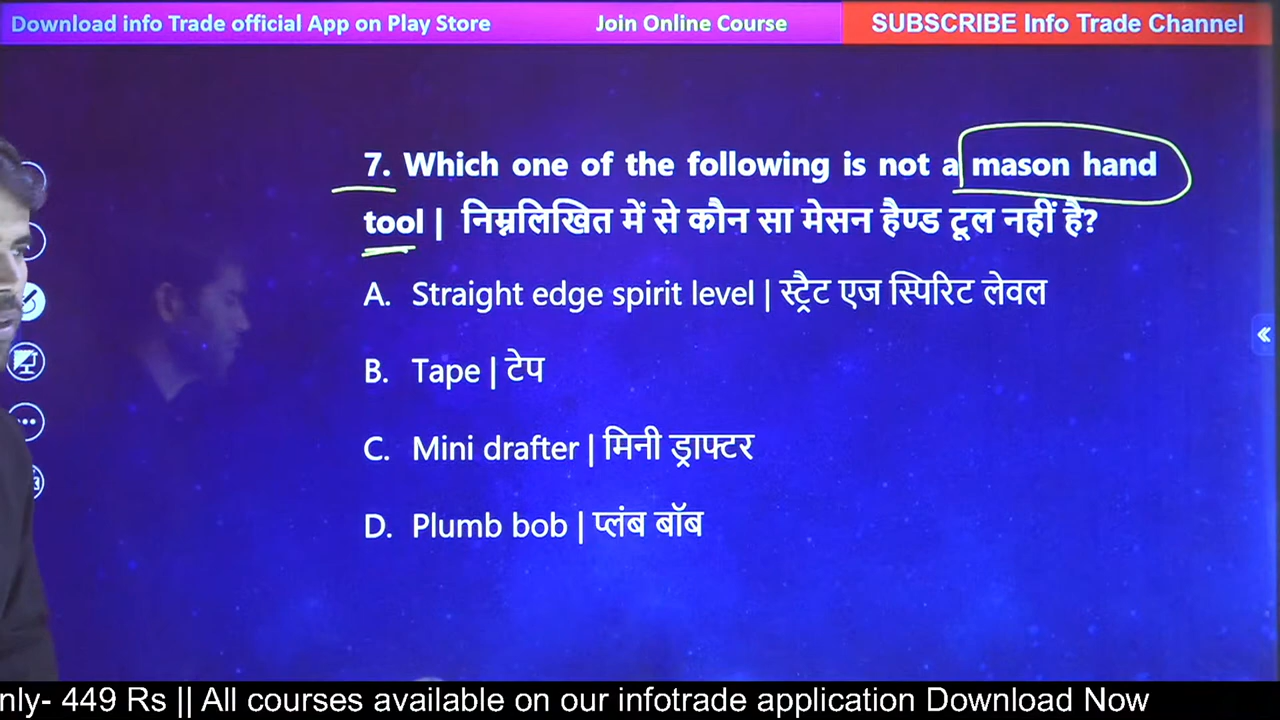 Download info Trade official App on Play Store
Join Online Course
SUBSCRIBE Info Trade Channel
7. Which one of the following is not a mason hand
tool | निम्नलिखित में से कौन सा मेसन हैण्ड टूल नहीं है?
A. Straight edge spirit level | स्ट्रैट एज स्पिरिट लेवल
B. Tape | टेप
C. Mini drafter | मिनी ड्राफ्टर
D. Plumb bob | प्लंब बॉब
nly- 449 Rs || All courses available on our infotrade application Download Now